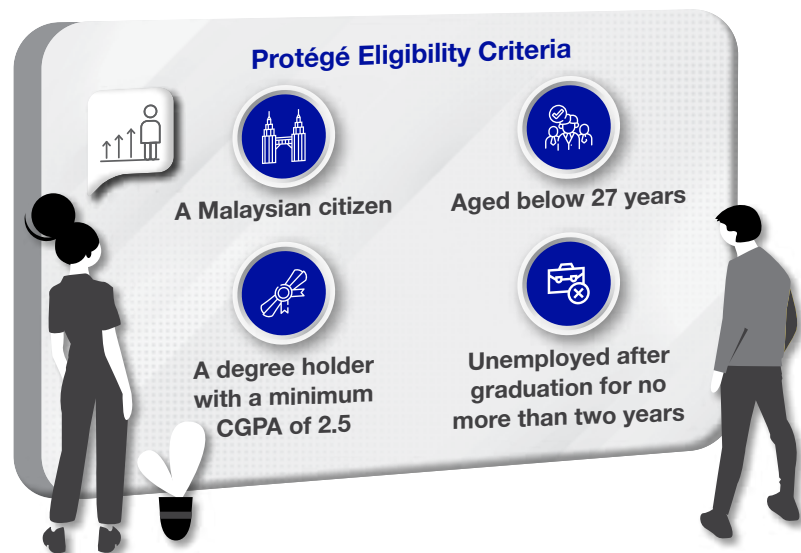 Protégé Eligibility Criteria
A Malaysian citizen
Aged below 27 years
A degree holder
with a minimum
CGPA of 2.5
Unemployed after
graduation for no
more than two years